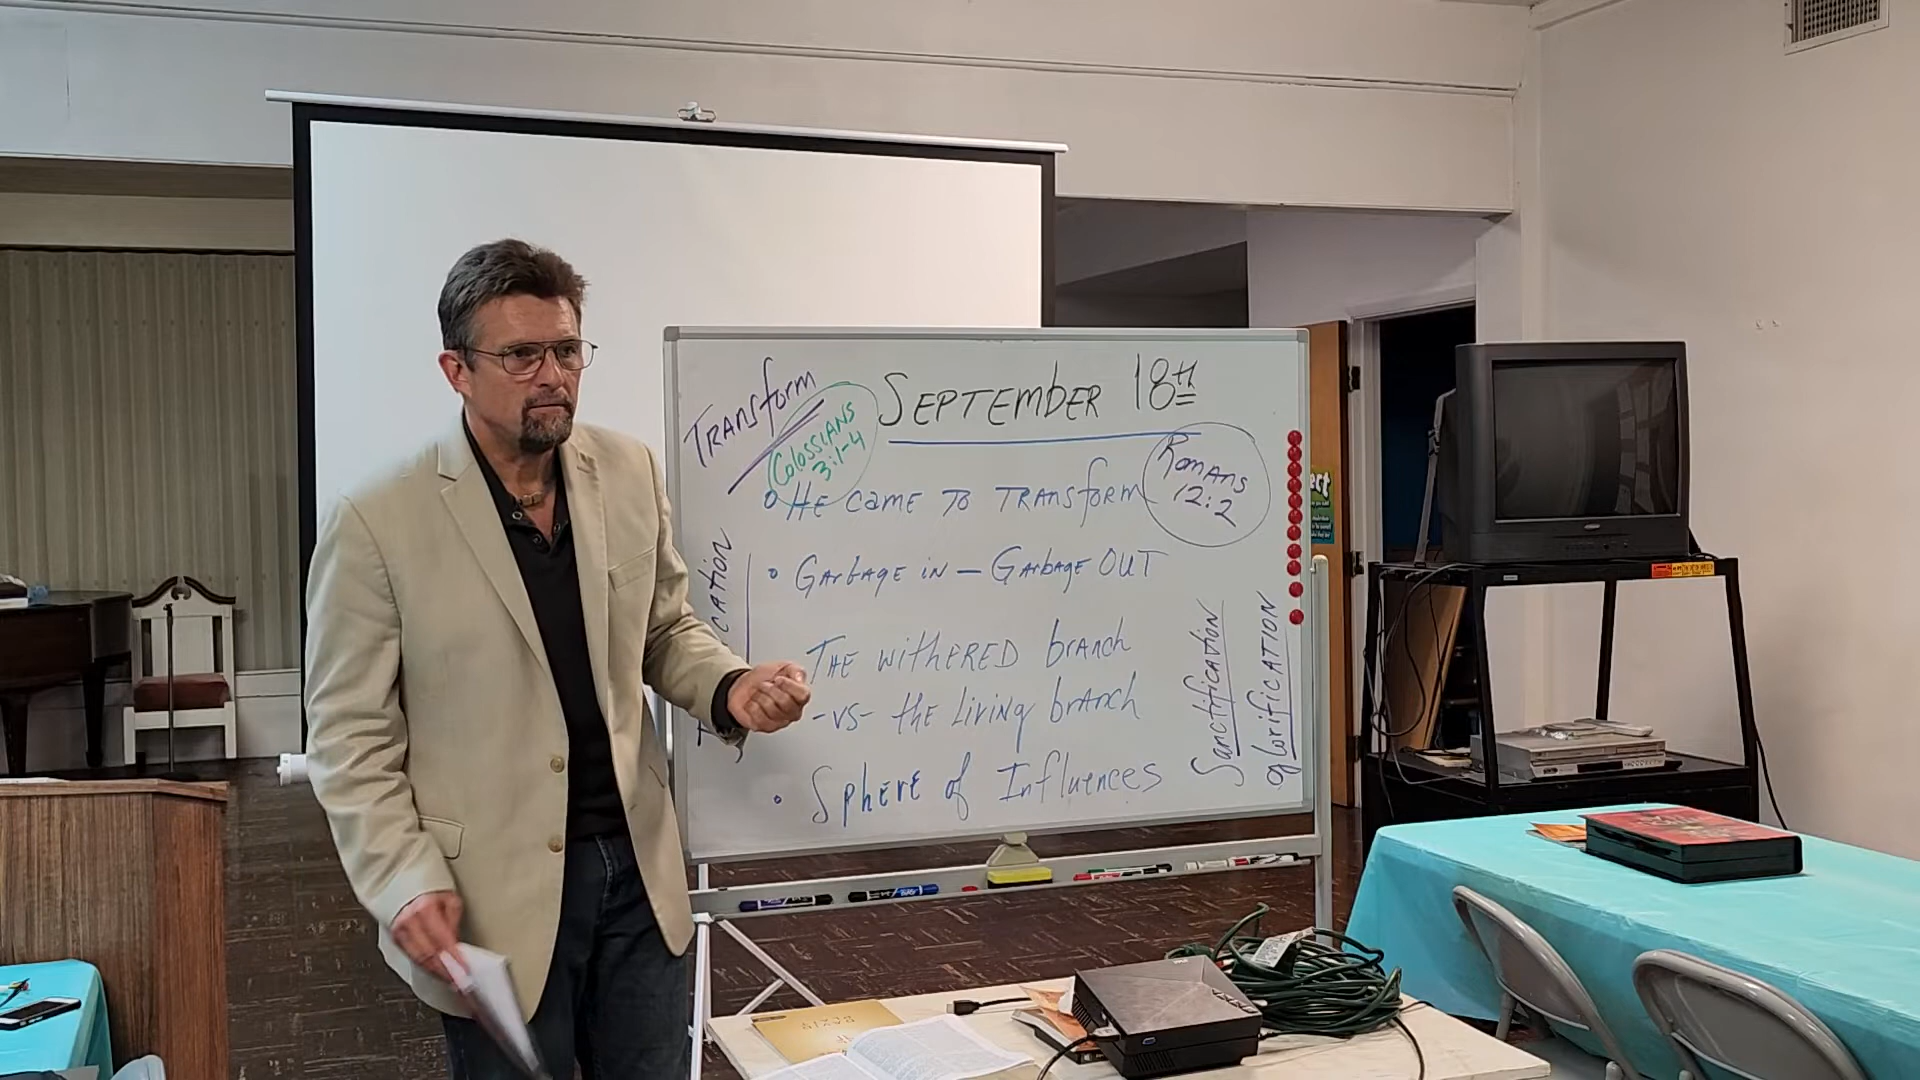 TRANSform
SEPTEMBER 18th
COlOSSIANS
3:1-4
ROMANS
12:2
HE CAME TO TRANSform
GARbAGE IN — GARbAGE OUT
THE WITHERED brANch
-VS- thE LIVING brANch
SPhERE of InfluENCES
CATION
SANCTIFICATION
glORIFICATION